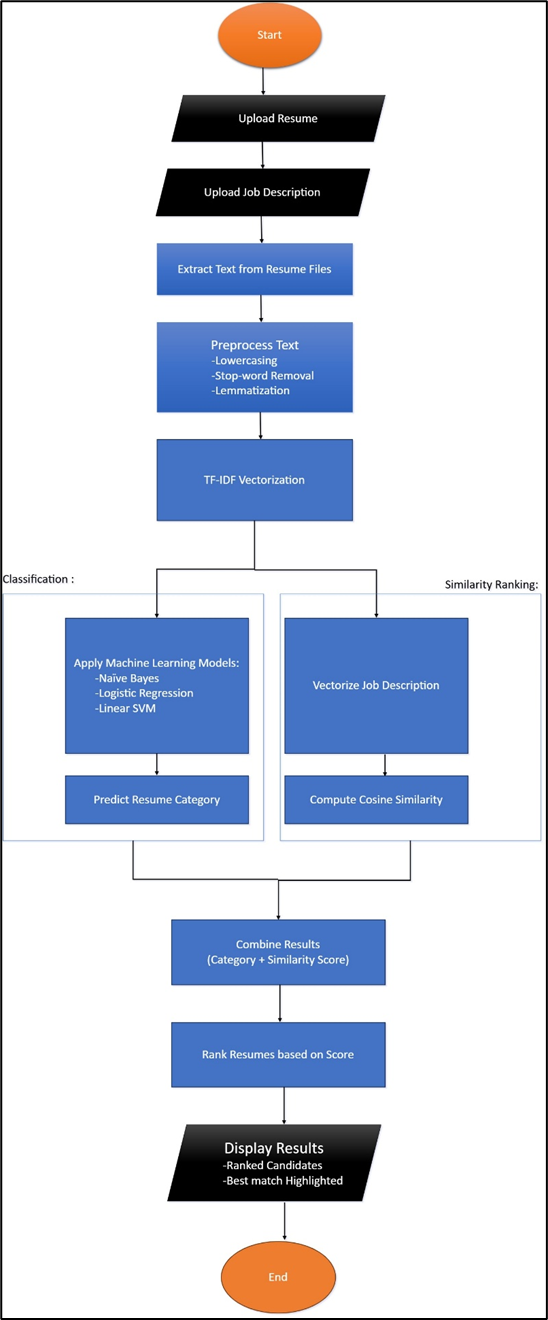 Start
Upload Resume
Upload Job Description
Extract Text from Resume Files
Preprocess Text
-Lowercasing
-Stop-word Removal
-Lemmatization
TF-IDF Vectorization
Classification :
Apply Machine Learning Models:
-Naïve Bayes
-Logistic Regression
-Linear SVM
Predict Resume Category
Similarity Ranking:
Vectorize Job Description
Compute Cosine Similarity
Combine Results
(Category + Similarity Score)
Rank Resumes based on Score
Display Results
-Ranked Candidates
-Best match Highlighted
End